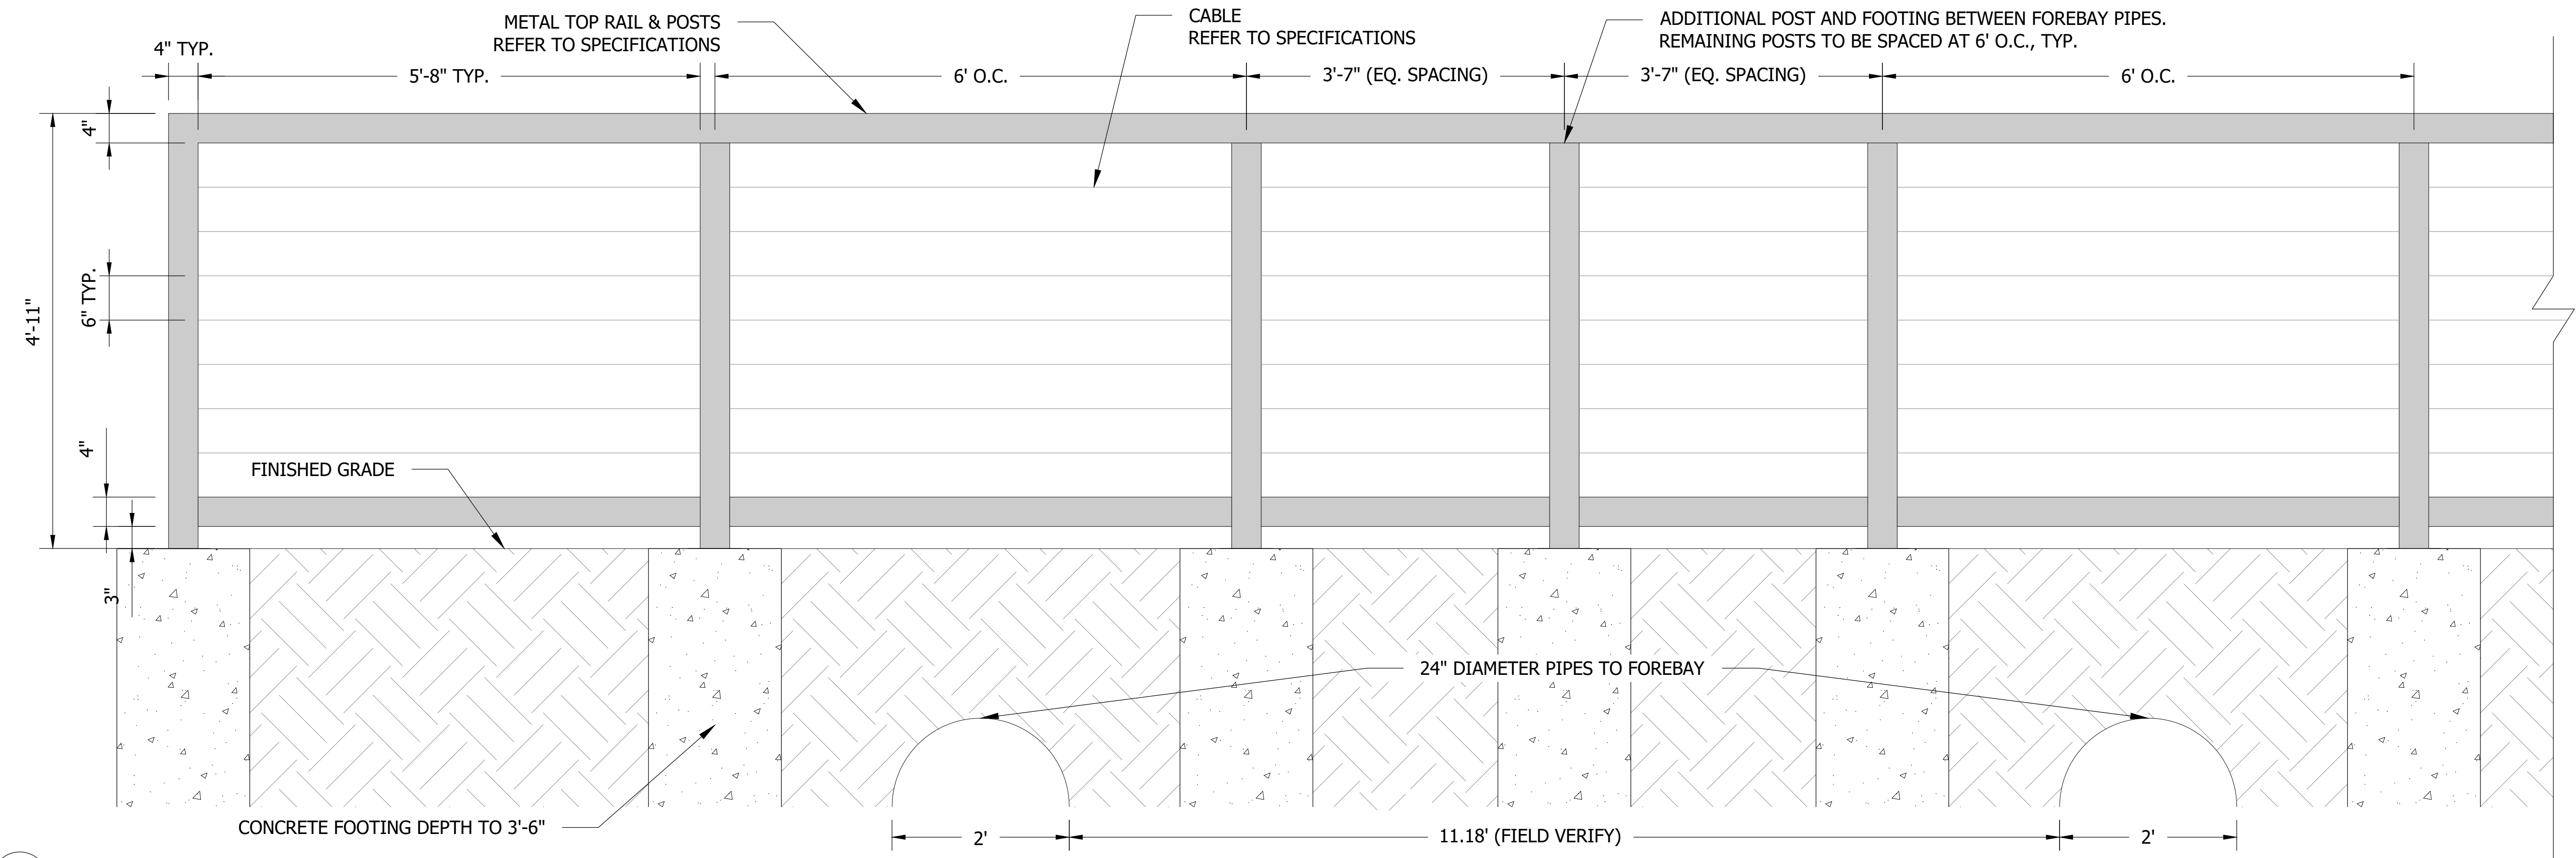 METAL TOP RAIL & POSTS
REFER TO SPECIFICATIONS
CABLE
REFER TO SPECIFICATIONS
ADDITIONAL POST AND FOOTING BETWEEN FOREBAY PIPES.
REMAINING POSTS TO BE SPACED AT 6' O.C., TYP.
4" TYP.
5'-8" TYP.
6' O.C.
3'-7" (EQ. SPACING)
3'-7" (EQ. SPACING)
6' O.C.
4"
6" TYP.
4'-11"
4"
3"
FINISHED GRADE
24" DIAMETER PIPES TO FOREBAY
CONCRETE FOOTING DEPTH TO 3'-6"
2'
11.18' (FIELD VERIFY)
2'